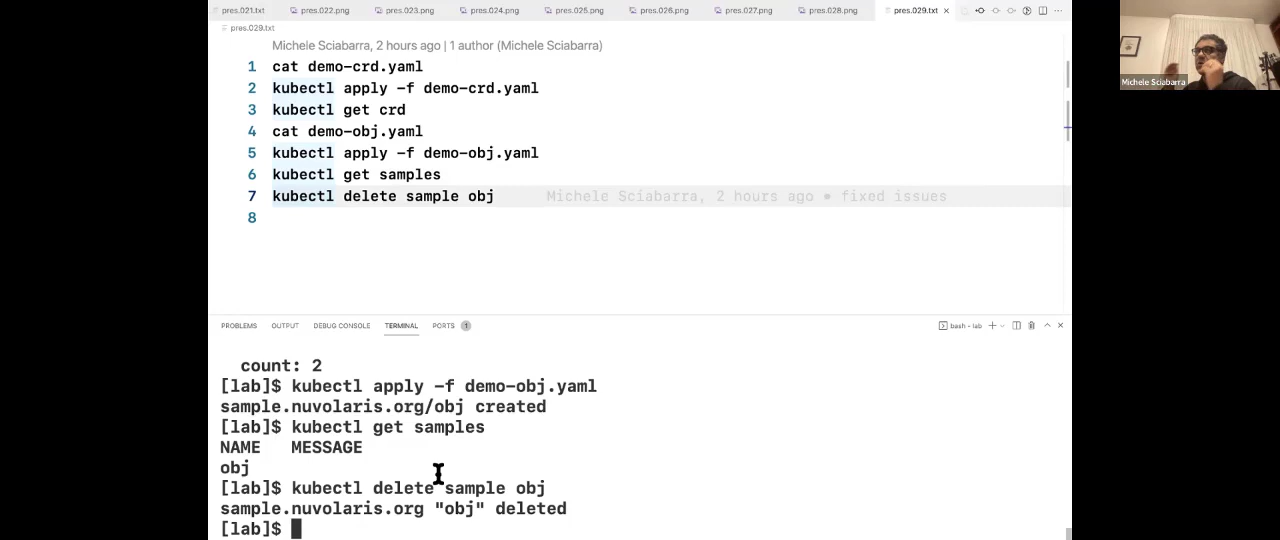 pres.021.txt pres.022.png pres.023.png pres.024.png pres.025.png pres.026.png pres.027.png pres.028.png pres.029.txt
pres.029.txt
Michele Sciabarra, 2 hours ago | 1 author (Michele Sciabarra)
1 cat demo-crd.yaml
2 kubectl apply -f demo-crd.yaml
3 kubectl get crd
4 cat demo-obj.yaml
5 kubectl apply -f demo-obj.yaml
6 kubectl get samples
7 kubectl delete sample obj Michele Sciabarra, 2 hours ago • fixed issues
8
Michele Sciabarra
PROBLEMS OUTPUT DEBUG CONSOLE TERMINAL PORTS 1 bash - lab
count: 2
[lab]$ kubectl apply -f demo-obj.yaml
sample.nuvolaris.org/obj created
[lab]$ kubectl get samples
NAME MESSAGE
obj
[lab]$ kubectl delete sample obj
sample.nuvolaris.org "obj" deleted
[lab]$